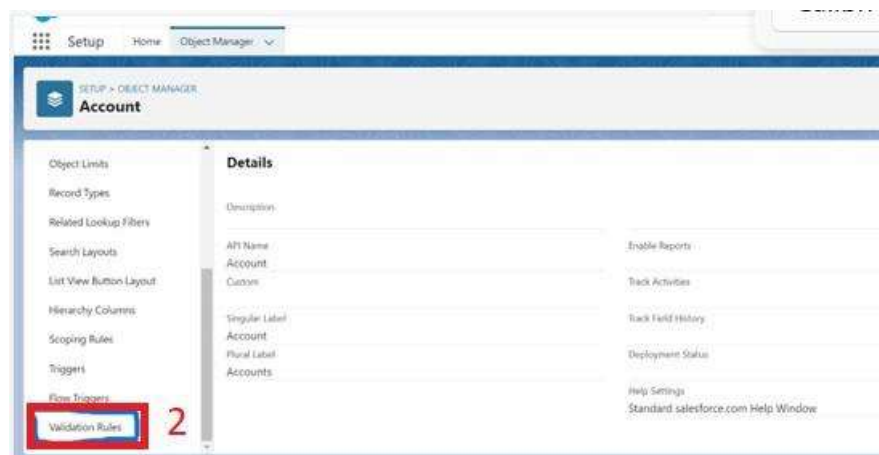 Setup Home Object Manager
SETUP > OBJECT MANAGER
Account
Object Limits
Record Types
Related Lookup Filters
Search Layouts
List View Button Layout
Hierarchy Columns
Scoping Rules
Triggers
Flow Triggers
Validation Rules
2
Details
Description
API Name
Account
Custom
Singular Label
Account
Plural Label
Accounts
Enable Reports
Track Activities
Track Field History
Deployment Status
Help Settings
Standard salesforce.com Help Window